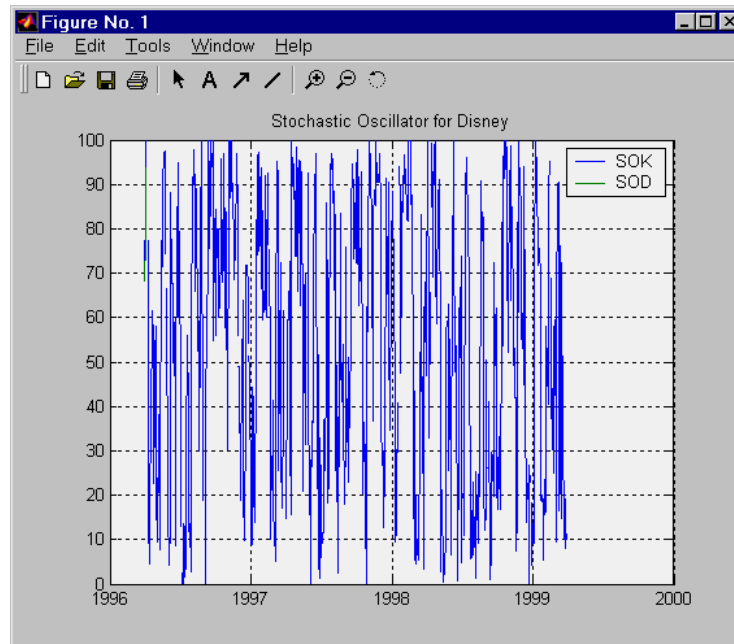 Figure No. 1
File Edit Tools Window Help
A
Stochastic Oscillator for Disney
100
90
80
70
60
50
40
30
20
10
0
SOK
SOD
1996 1997 1998 1999 2000